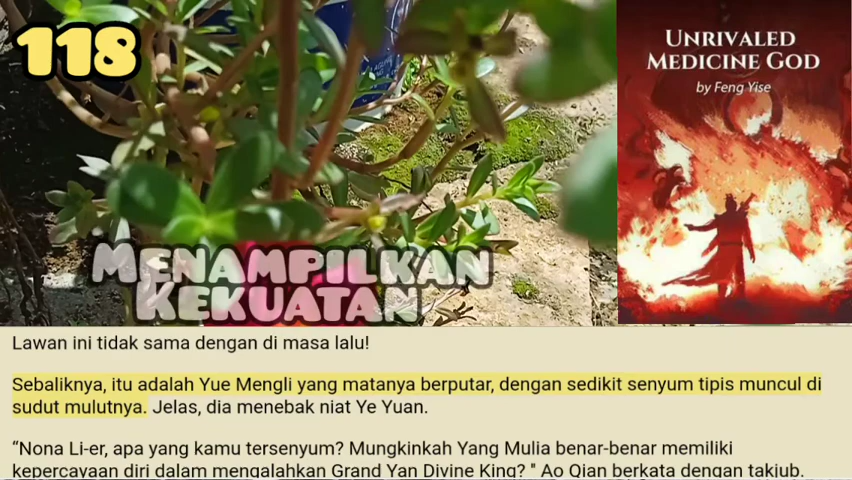 118
UNRIVALED
MEDICINE GOD
by Feng Yise
MENAMPILKAN
KEKUATAN
Lawan ini tidak sama dengan di masa lalu!
Sebaliknya, itu adalah Yue Mengli yang matanya berputar, dengan sedikit senyum tipis muncul di
sudut mulutnya. Jelas, dia menebak niat Ye Yuan.
“Nona Li-er, apa yang kamu tersenyum? Mungkinkah Yang Mulia benar-benar memiliki
kepercayaan diri dalam mengalahkan Grand Yan Divine King? " Ao Qian berkata dengan takjub.